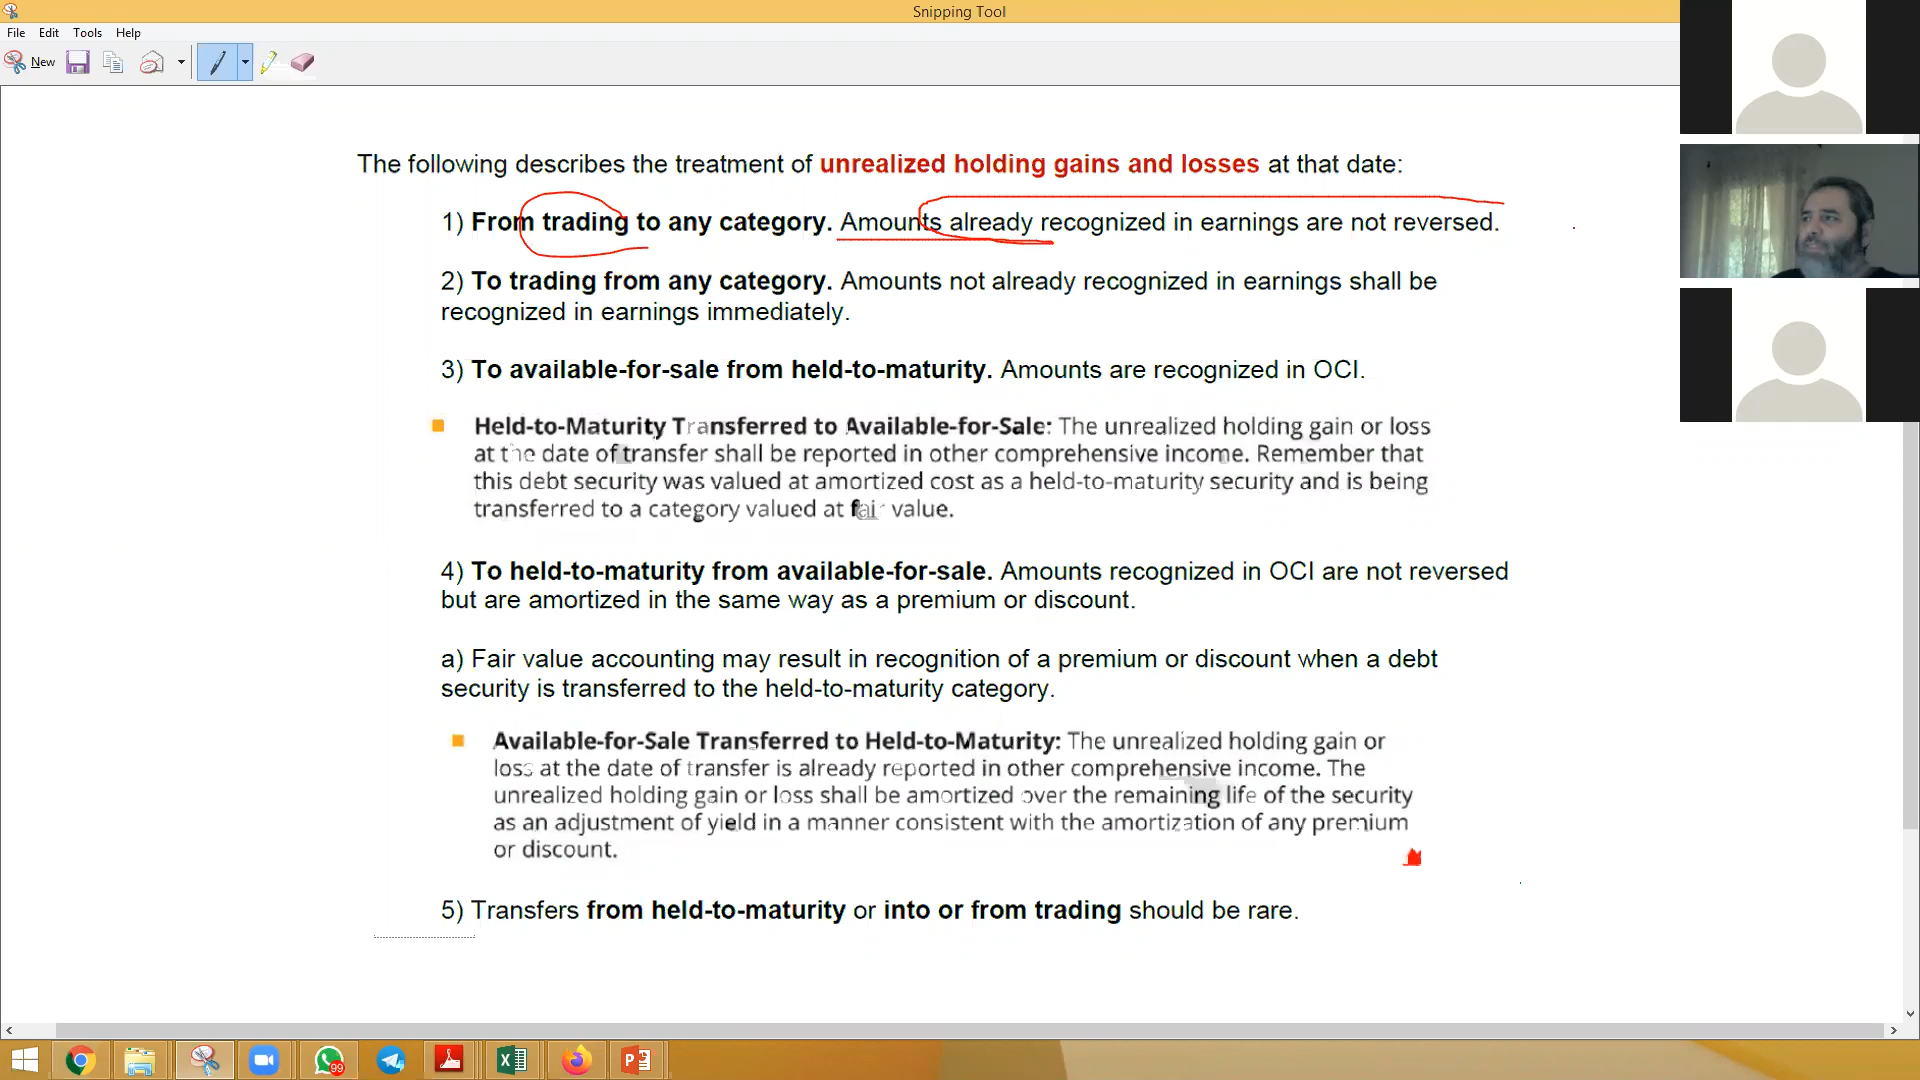 Snipping Tool
File Edit Tools Help
New
The following describes the treatment of unrealized holding gains and losses at that date:
1) From trading to any category. Amounts already recognized in earnings are not reversed.
2) To trading from any category. Amounts not already recognized in earnings shall be
recognized in earnings immediately.
3) To available-for-sale from held-to-maturity. Amounts are recognized in OCI.
Held-to-Maturity Transferred to Available-for-Sale: The unrealized holding gain or loss
at the date of transfer shall be reported in other comprehensive income. Remember that
this debt security was valued at amortized cost as a held-to-maturity security and is being
transferred to a category valued at fair value.
4) To held-to-maturity from available-for-sale. Amounts recognized in OCI are not reversed
but are amortized in the same way as a premium or discount.
a) Fair value accounting may result in recognition of a premium or discount when a debt
security is transferred to the held-to-maturity category.
Available-for-Sale Transferred to Held-to-Maturity: The unrealized holding gain or
loss at the date of transfer is already reported in other comprehensive income. The
unrealized holding gain or loss shall be amortized over the remaining life of the security
as an adjustment of yield in a manner consistent with the amortization of any premium
or discount.
5) Transfers from held-to-maturity or into or from trading should be rare.
99